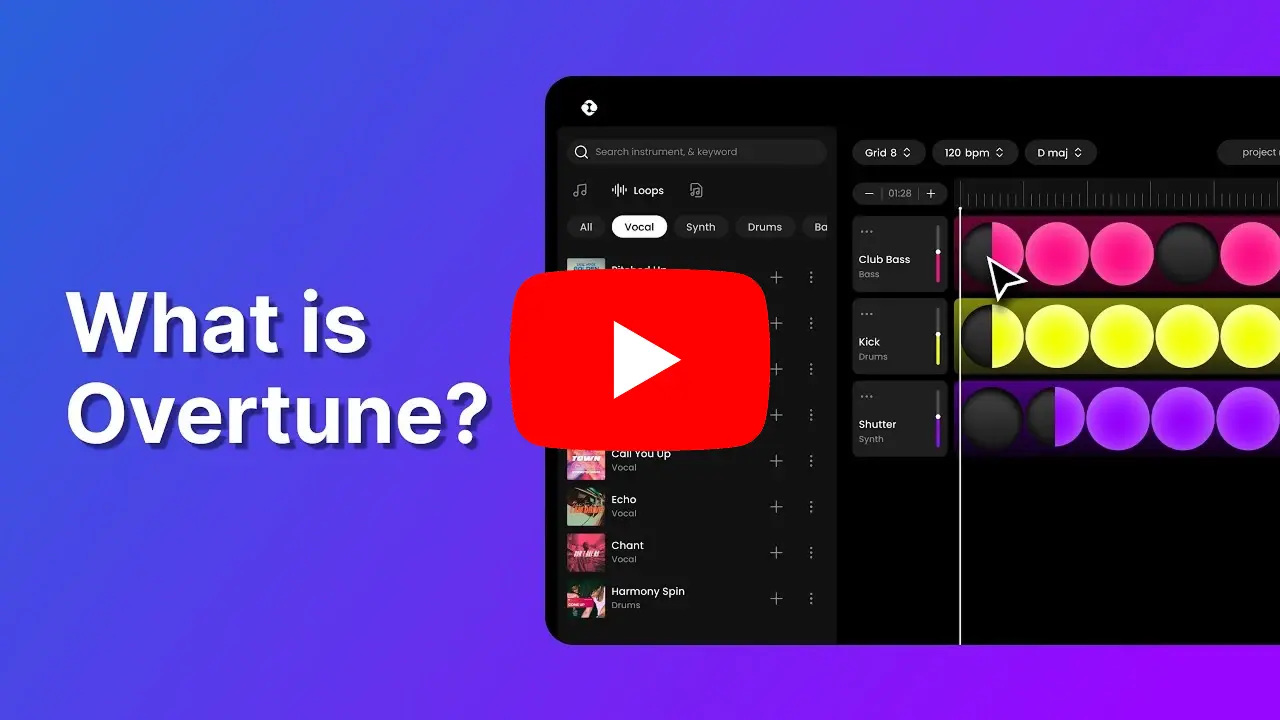 What is
Overtune?
Search instrument, & keyword
Loops
All
Vocal
Synth
Drums
Ba
Pitched Up
Call You Up
Vocal
Echo
Vocal
Chant
Vocal
Harmony Spin
Drums
Grid 8
120 bpm
D maj
project
01:28
Club Bass
Bass
Kick
Drums
Shutter
Synth